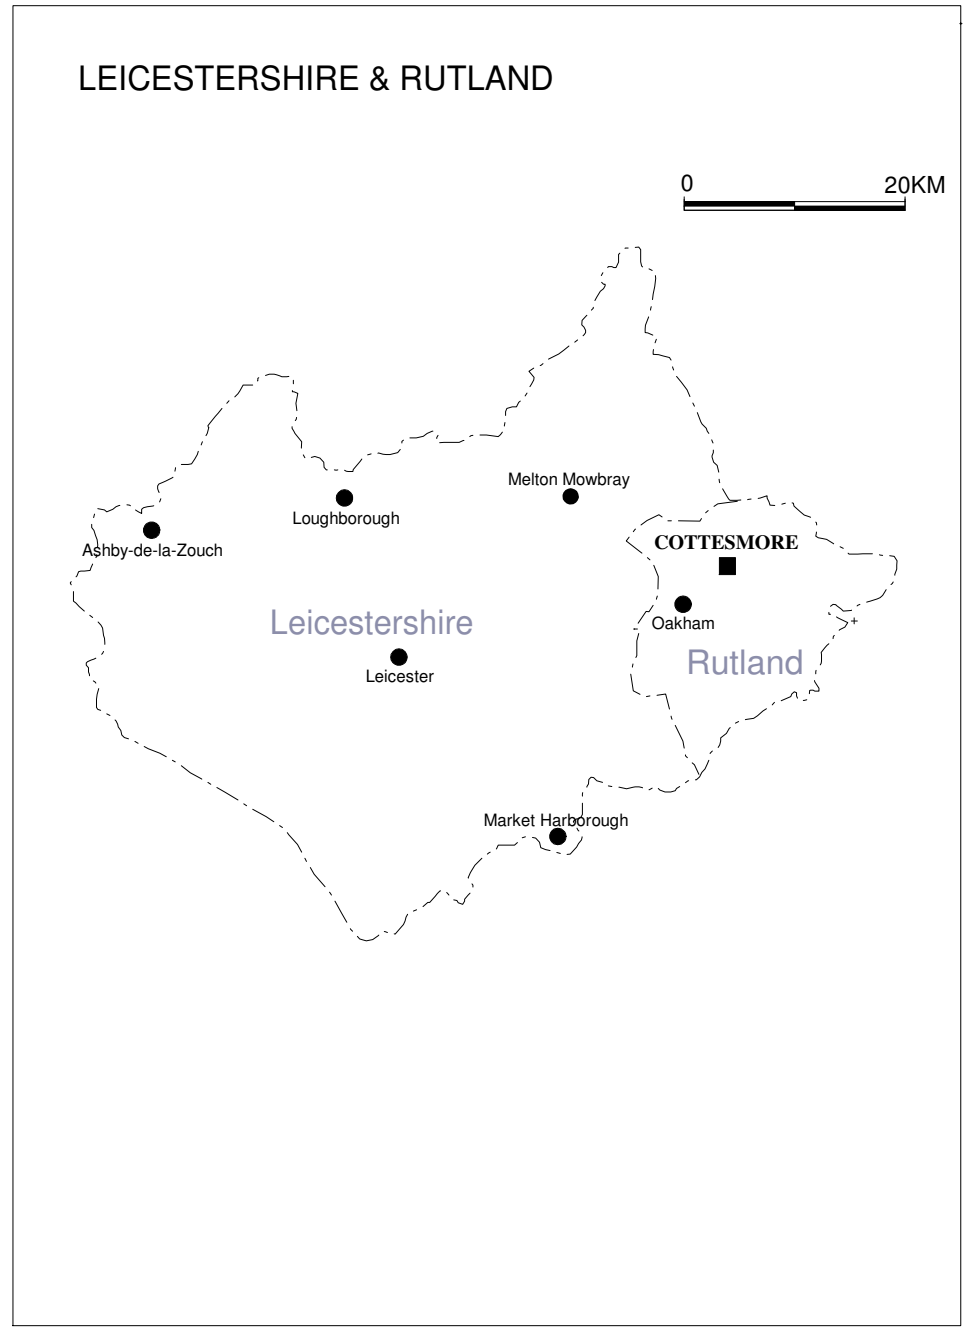 LEICESTERSHIRE & RUTLAND
0 20KM
Melton Mowbray
Loughborough
COTTESMORE
Ashby-de-la-Zouch
Leicestershire
Oakham
Rutland
Leicester
Market Harborough